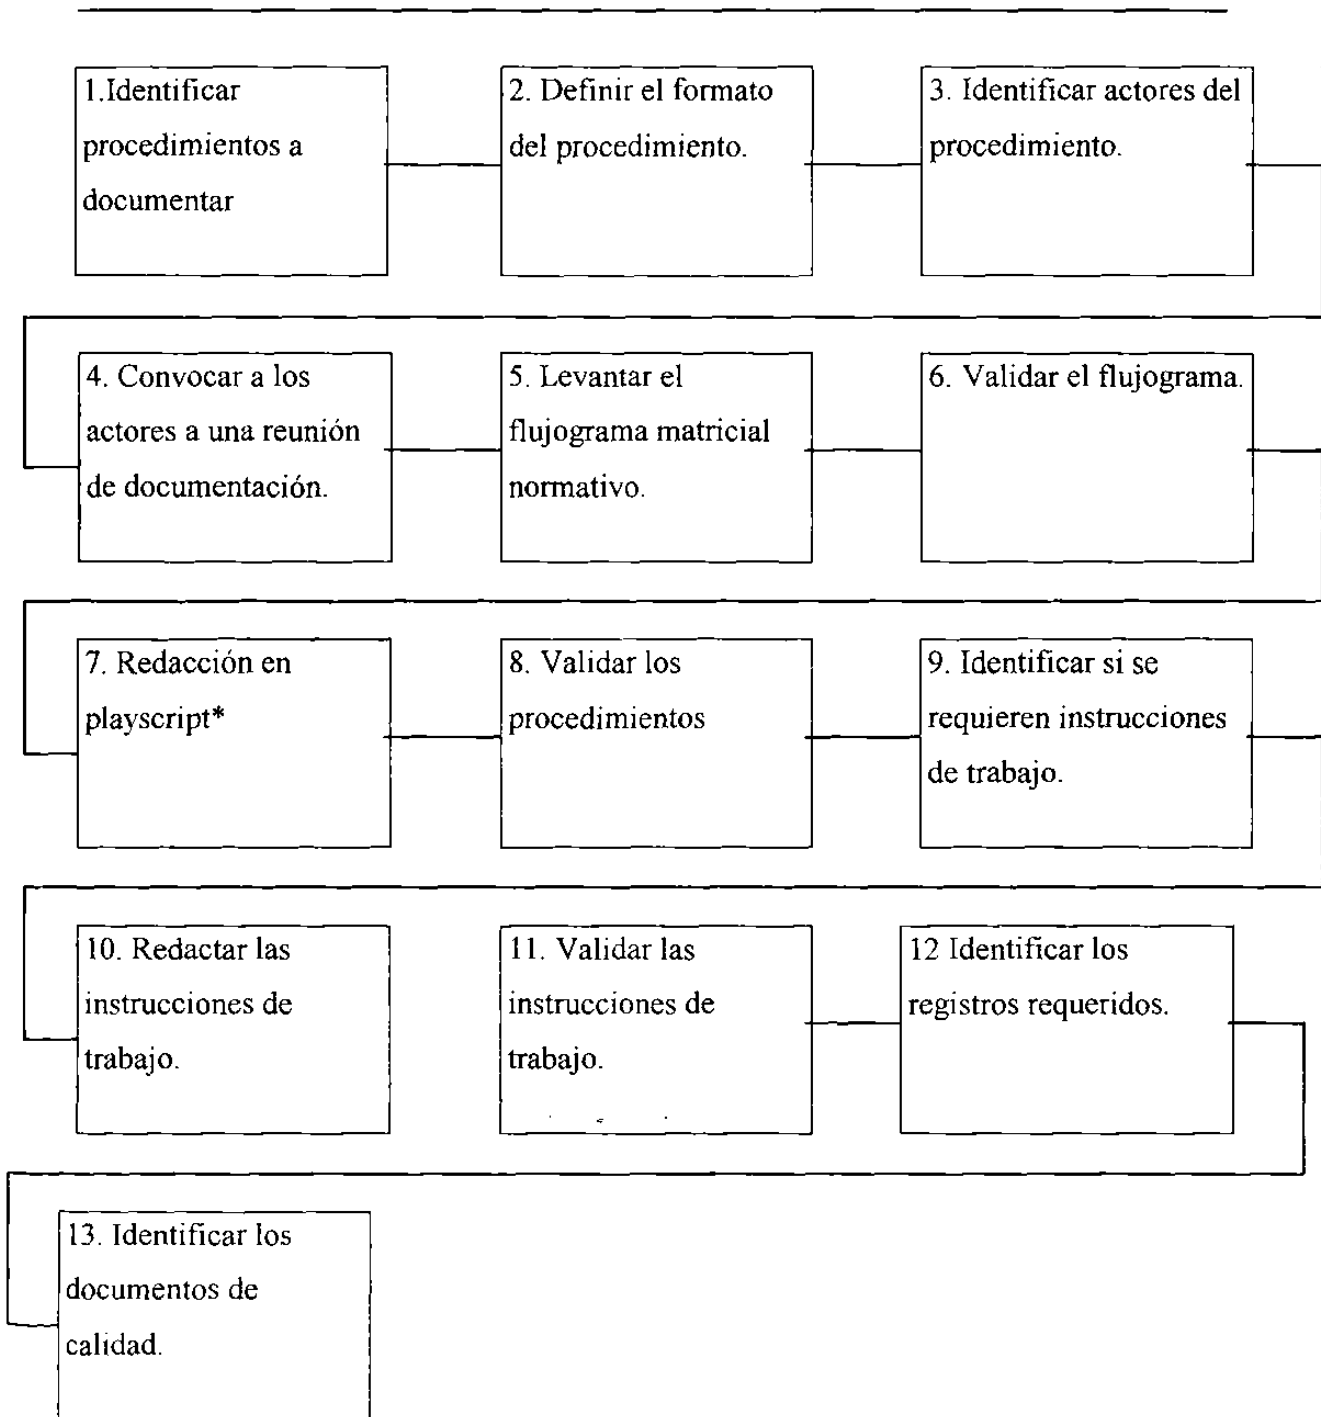 1.Identificar
procedimientos a
documentar
2. Definir el formato
del procedimiento.
3. Identificar actores del
procedimiento.
4. Convocar a los
actores a una reunión
de documentación.
5. Levantar el
flujograma matricial
normativo.
6. Validar el flujograma.
7. Redacción en
playscript*
8. Validar los
procedimientos
9. Identificar si se
requieren instrucciones
de trabajo.
10. Redactar las
instrucciones de
trabajo.
11. Validar las
instrucciones de
trabajo.
12 Identificar los
registros requeridos.
13. Identificar los
documentos de
calidad.